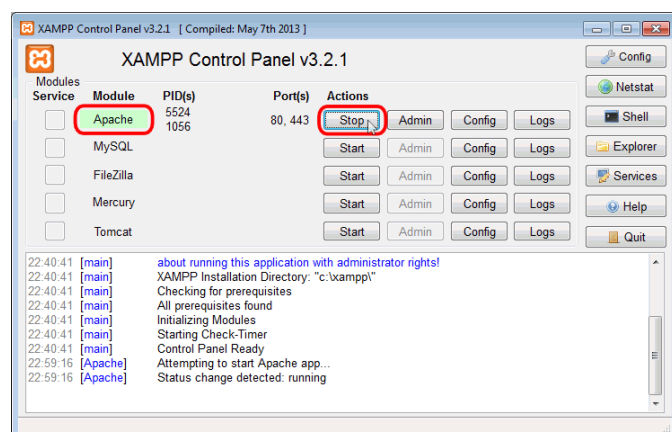 XAMPP Control Panel v3.2.1 [ Compiled: May 7th 2013 ]
XAMPP Control Panel v3.2.1
Config
Modules
Service Module PID(s) Port(s) Actions
Netstat
Apache 5524 1056 80, 443 Stop Admin Config Logs
Shell
MySQL Start Admin Config Logs
Explorer
FileZilla Start Admin Config Logs
Services
Mercury Start Admin Config Logs
Help
Tomcat Start Admin Config Logs
Quit
22:40:41 [main] about running this application with administrator rights!
22:40:41 [main] XAMPP Installation Directory: "c:\xampp\"
22:40:41 [main] Checking for prerequisites
22:40:41 [main] All prerequisites found
22:40:41 [main] Initializing Modules
22:40:41 [main] Starting Check-Timer
22:40:41 [main] Control Panel Ready
22:59:16 [Apache] Attempting to start Apache app...
22:59:16 [Apache] Status change detected: running